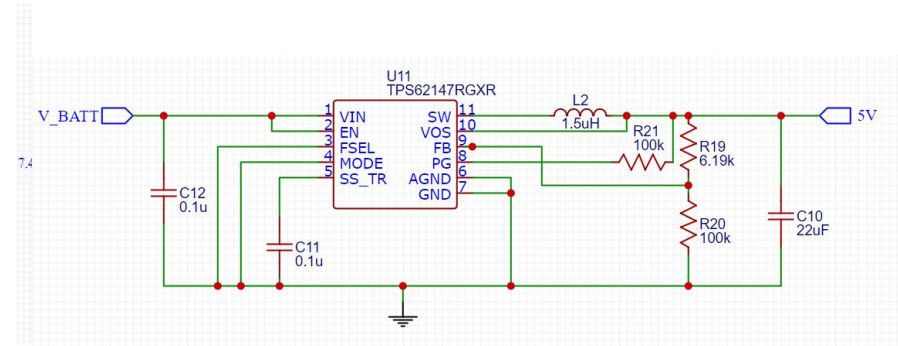 U11
TPS62147RGXR
V_BATT
1 VIN
2 EN
3 FSEL
4 MODE
5 SS_TR
SW 11
VOS 10
FB 9
PG 8
AGND 6
GND 7
L2
1.5uH
R21
100k
R19
6.19k
R20
100k
5V
C12
0.1u
C11
0.1u
C10
22uF
7.4